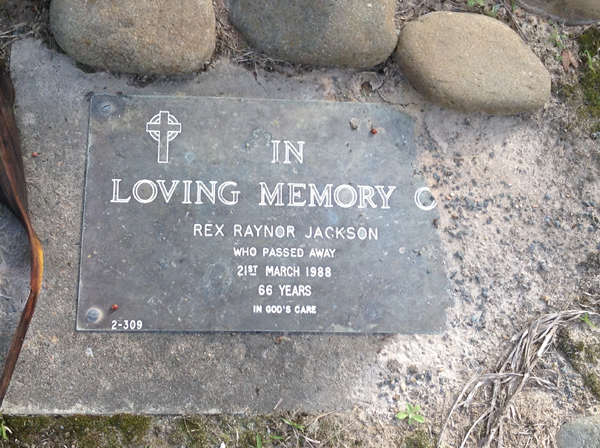 IN
LOVING MEMORY O
REX RAYNOR JACKSON
WHO PASSED AWAY
21ST MARCH 1988
66 YEARS
IN GOD'S CARE
2-309